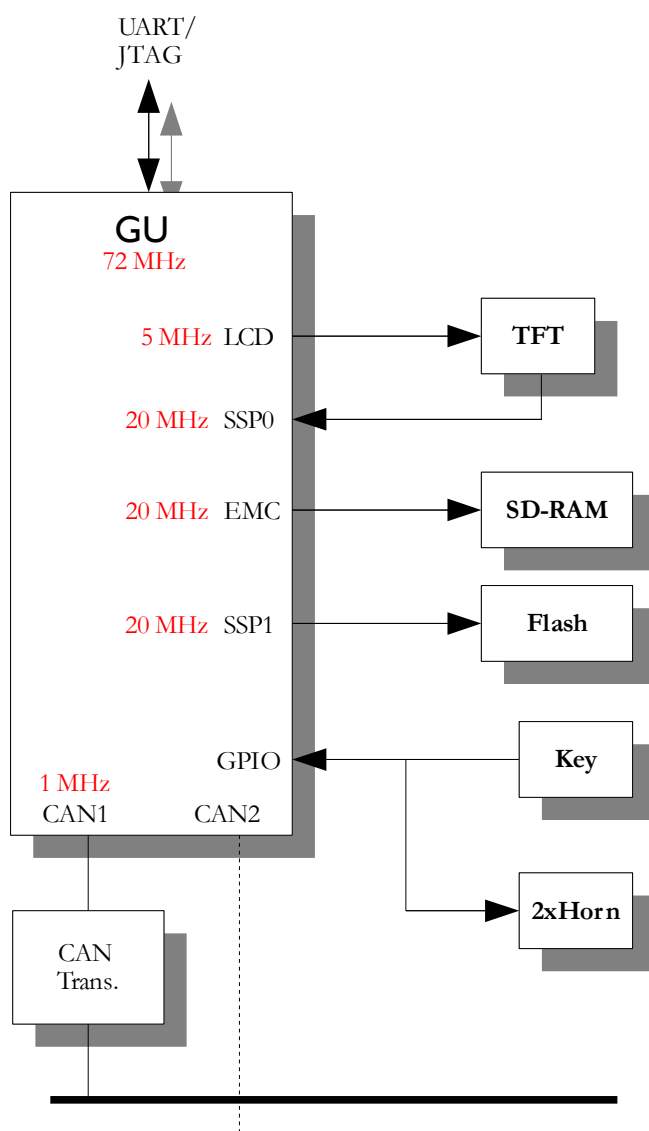 UART/
JTAG
GU
72 MHz
5 MHz LCD
TFT
20 MHz SSP0
20 MHz EMC
SD-RAM
20 MHz SSP1
Flash
GPIO
Key
1 MHz
CAN1
CAN2
2xHorn
CAN
Trans.